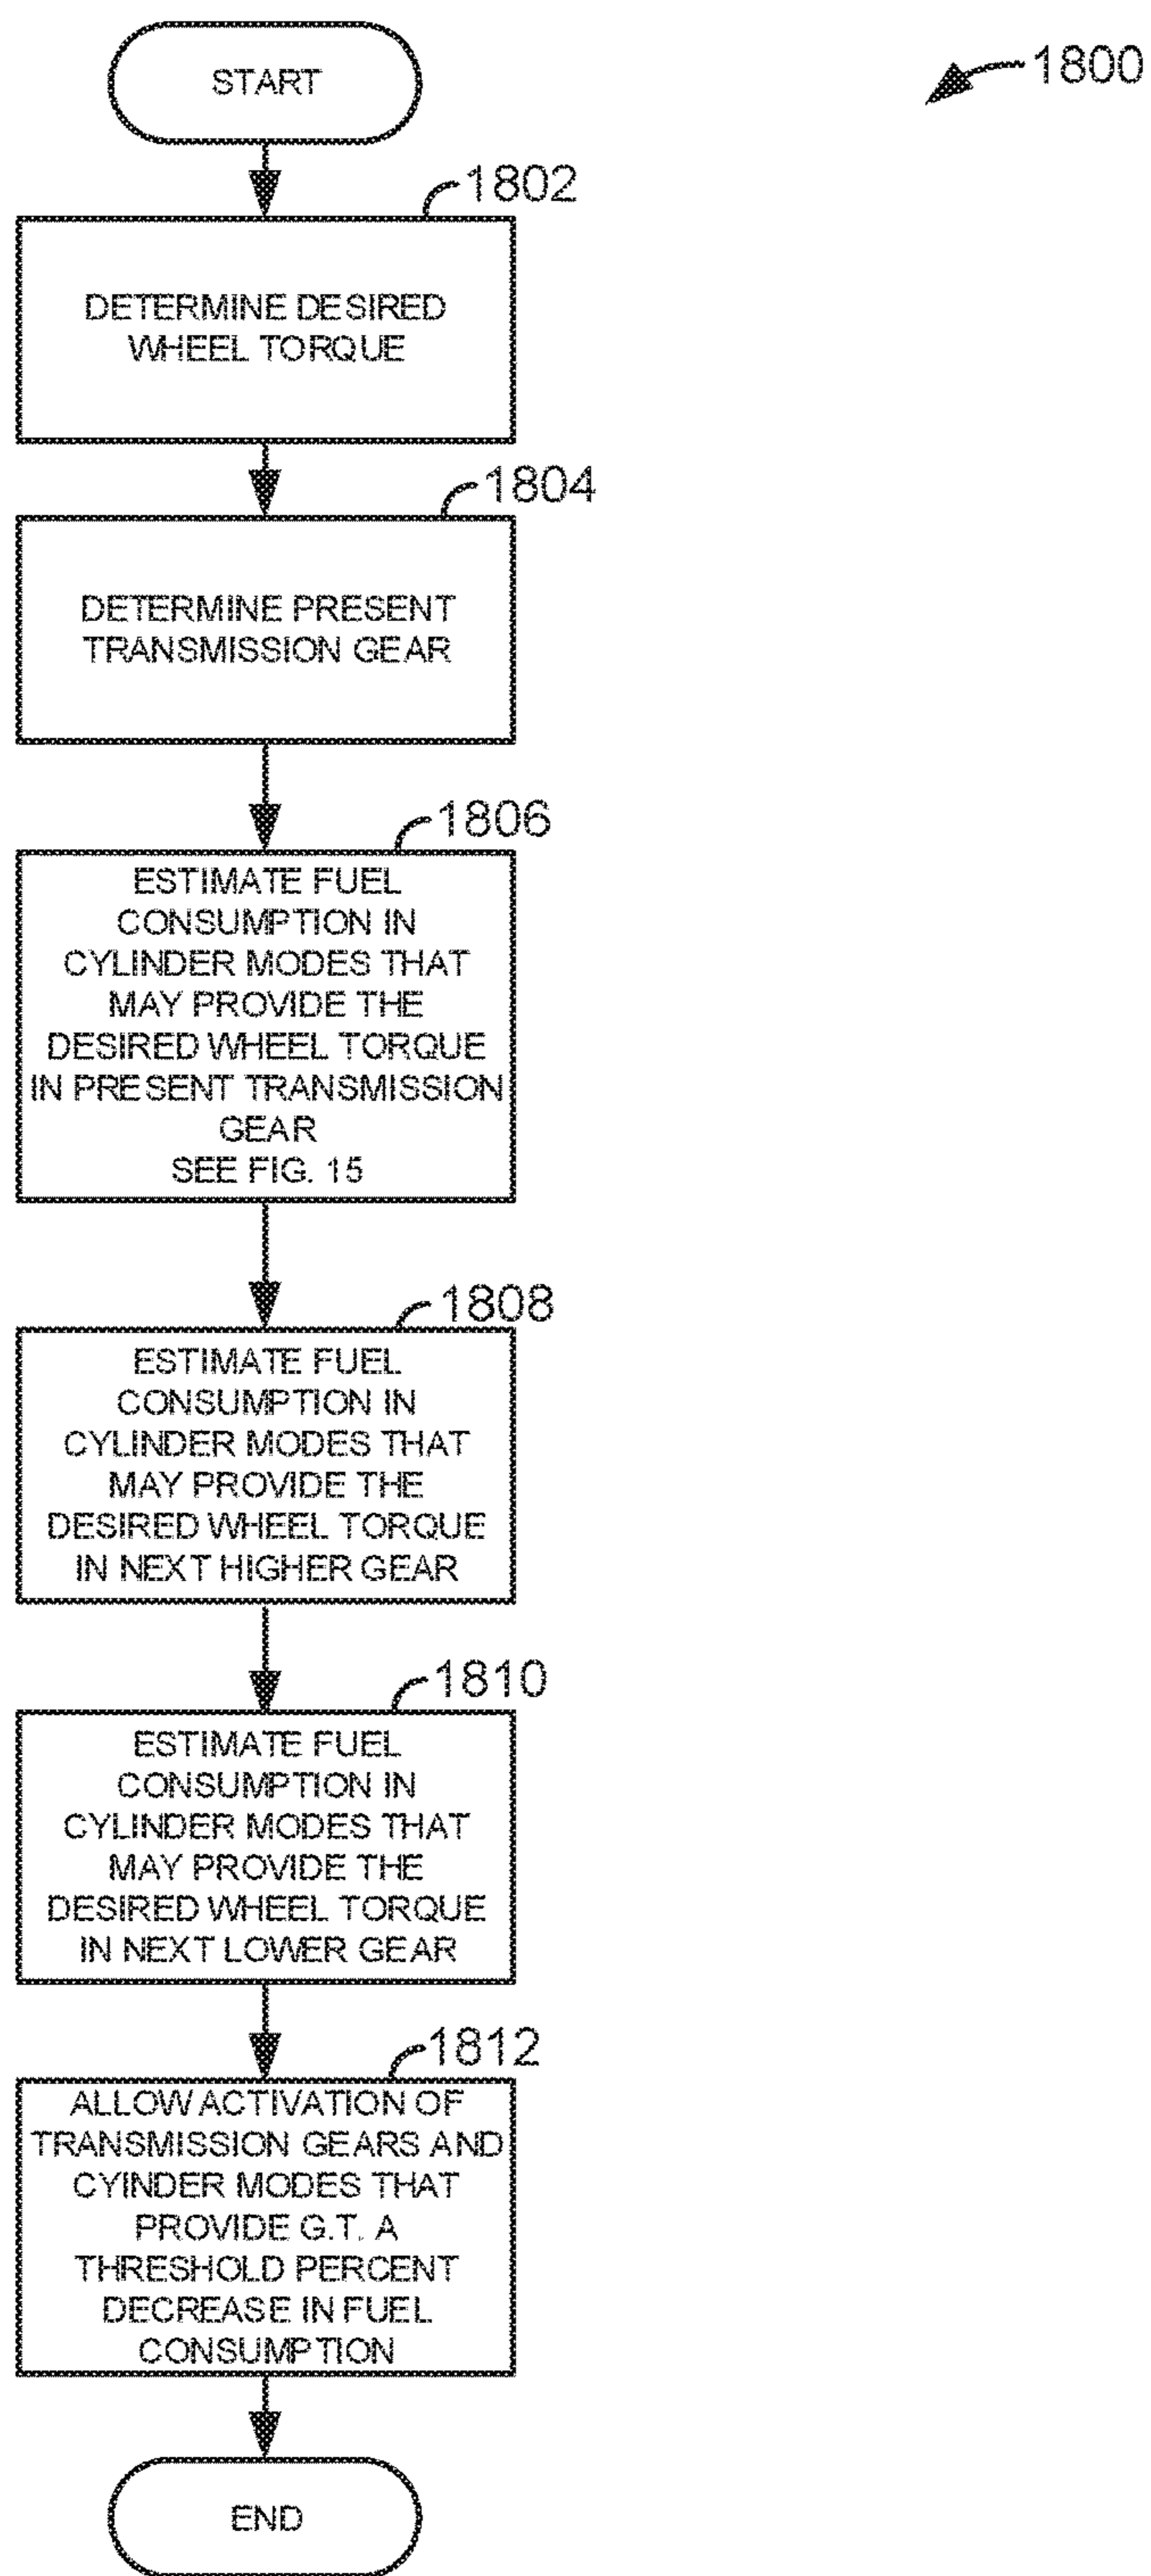 START
1800
1802
DETERMINE DESIRED
WHEEL TORQUE
1804
DETERMINE PRESENT
TRANSMISSION GEAR
1806
ESTIMATE FUEL
CONSUMPTION IN
CYLINDER MODES THAT
MAY PROVIDE THE
DESIRED WHEEL TORQUE
IN PRESENT TRANSMISSION
GEAR
SEE FIG. 15
1808
ESTIMATE FUEL
CONSUMPTION IN
CYLINDER MODES THAT
MAY PROVIDE THE
DESIRED WHEEL TORQUE
IN NEXT HIGHER GEAR
1810
ESTIMATE FUEL
CONSUMPTION IN
CYLINDER MODES THAT
MAY PROVIDE THE
DESIRED WHEEL TORQUE
IN NEXT LOWER GEAR
1812
ALLOW ACTIVATION OF
TRANSMISSION GEARS AND
CYINDER MODES THAT
PROVIDE G.T. A
THRESHOLD PERCENT
DECREASE IN FUEL
CONSUMPTION
END